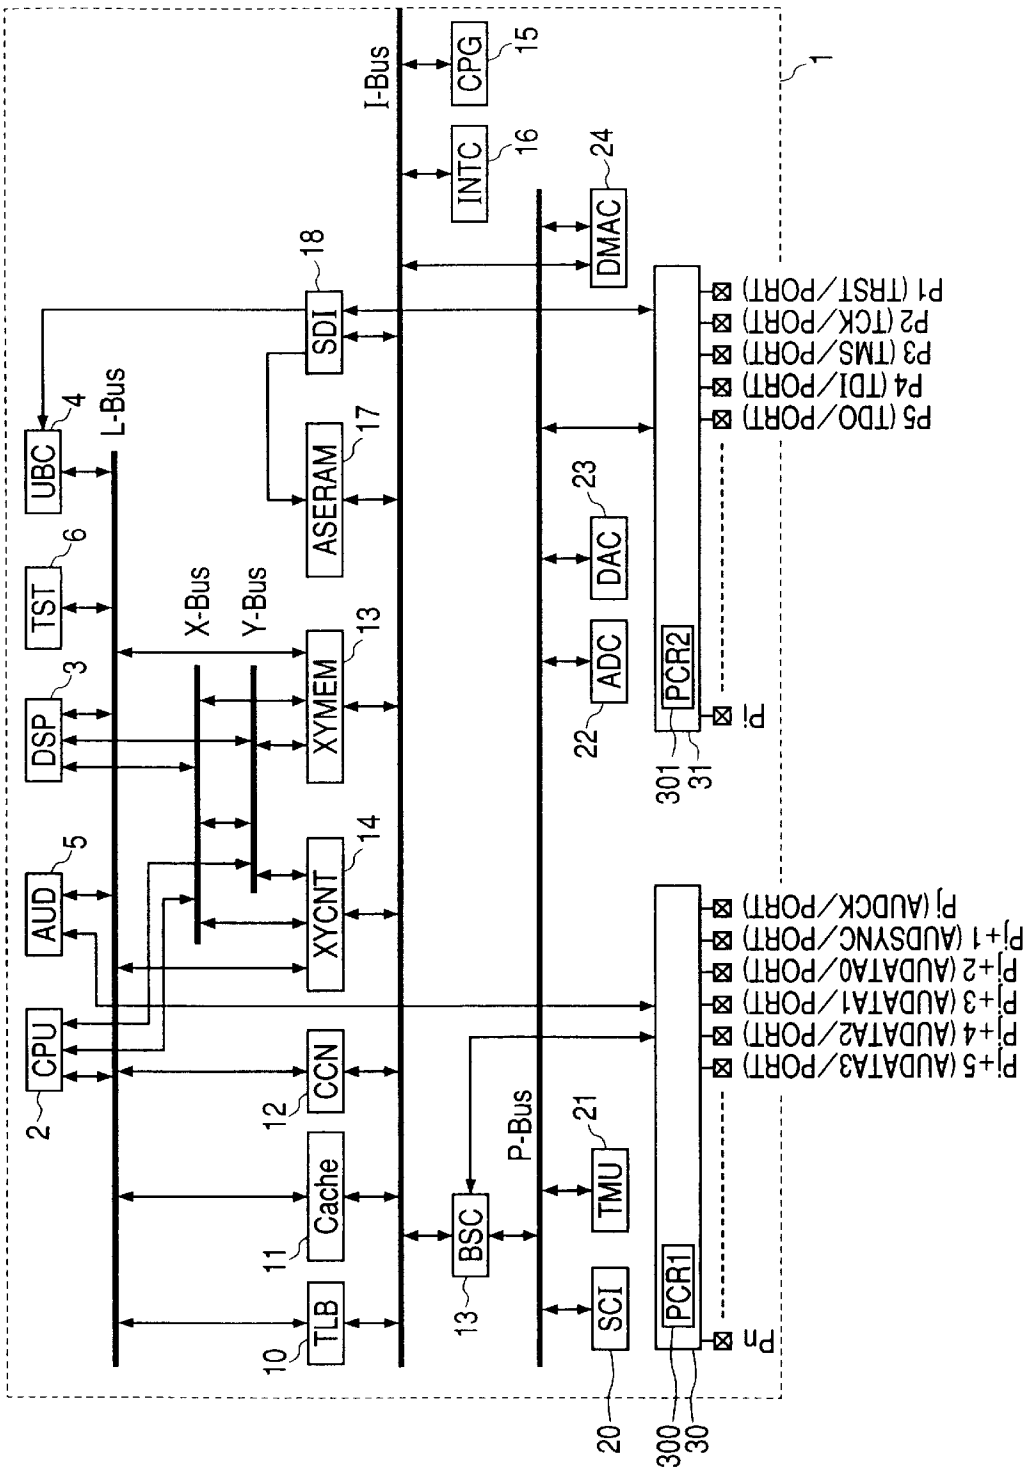 2
CPU
AUD
5
DSP
3
TST
6
UBC
4
L-Bus
X-Bus
Y-Bus
10
TLB
11
Cache
12
CCN
XYCNT
14
XYMEM
13
ASERAM
17
SDI
18
I-Bus
13
BSC
INTC
16
CPG
15
P-Bus
20
SCI
TMU
21
22
ADC
DAC
23
DMAC
24
300
PCR1
30
301
PCR2
31
1
Pn
Pj+5 (AUDATA3/PORT)
Pj+4 (AUDATA2/PORT)
Pj+3 (AUDATA1/PORT)
Pj+2 (AUDATA0/PORT)
Pj+1 (AUDSYNC/PORT)
Pj (AUDCK/PORT)
Pi
P5 (TDO/PORT)
P4 (TDI/PORT)
P3 (TMS/PORT)
P2 (TCK/PORT)
P1 (TRST/PORT)